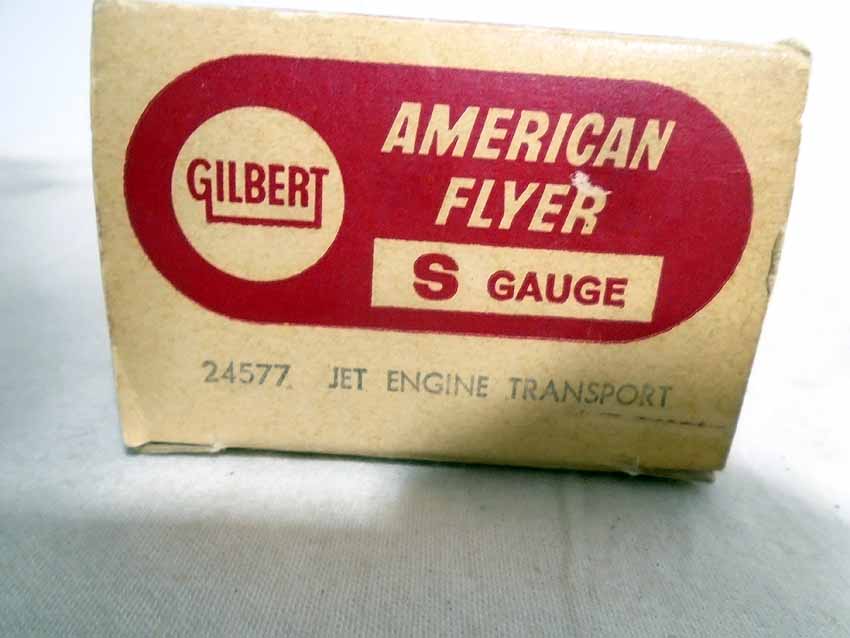 GILBERT
AMERICAN
FLYER
S GAUGE
24577 JET ENGINE TRANSPORT